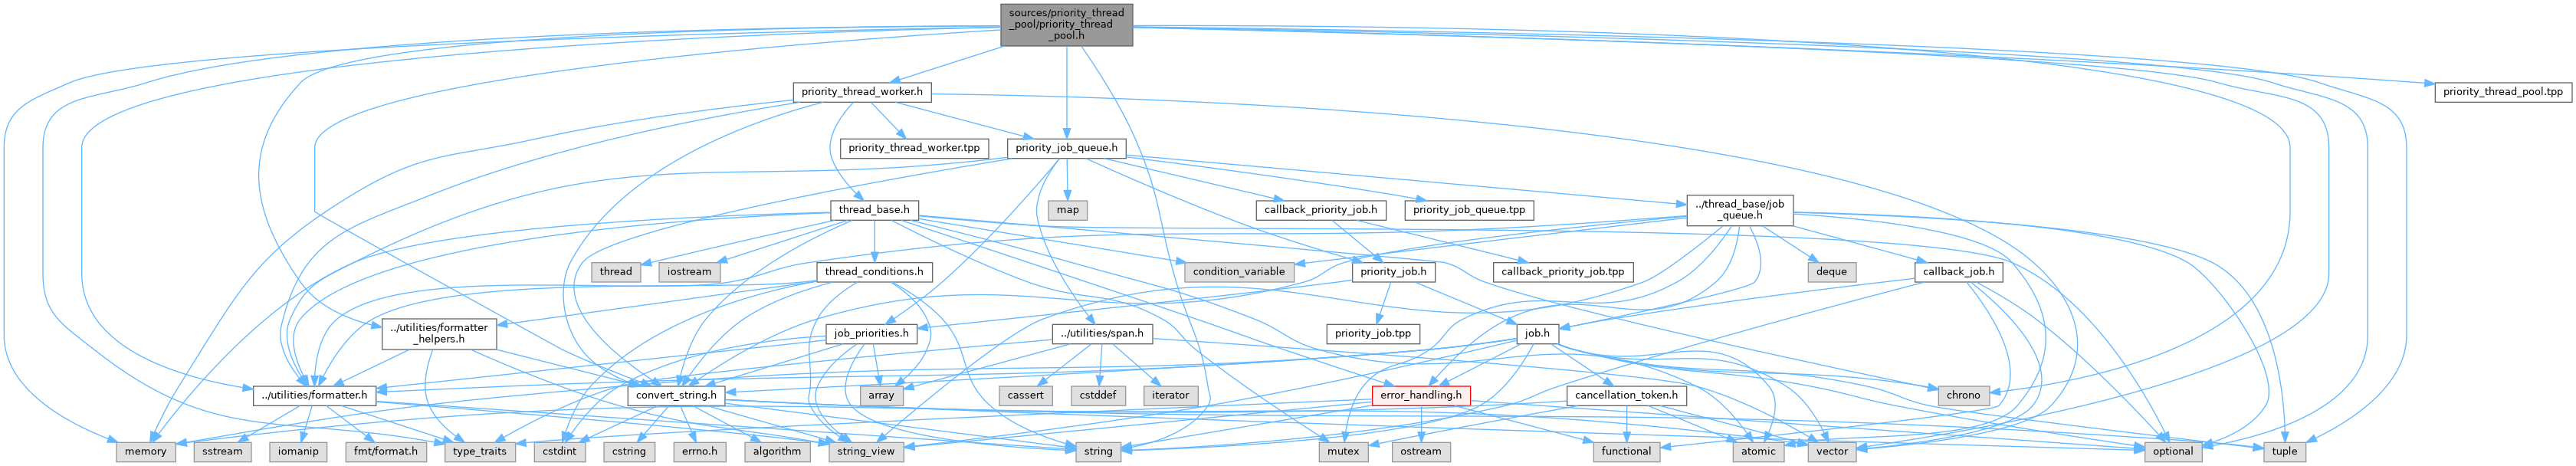 sources/priority_thread
_pool/priority_thread
_pool.h
priority_thread_worker.h
priority_thread_pool.tpp
priority_thread_worker.tpp
priority_job_queue.h
thread_base.h
map
callback_priority_job.h
priority_job_queue.tpp
../thread_base/job
_queue.h
thread
iostream
thread_conditions.h
condition_variable
priority_job.h
callback_priority_job.tpp
deque
callback_job.h
../utilities/formatter
_helpers.h
job_priorities.h
../utilities/span.h
priority_job.tpp
job.h
../utilities/formatter.h
convert_string.h
array
cassert
cstddef
iterator
error_handling.h
cancellation_token.h
chrono
memory
sstream
iomanip
fmt/format.h
type_traits
cstdint
cstring
errno.h
algorithm
string_view
string
mutex
ostream
functional
atomic
vector
optional
tuple